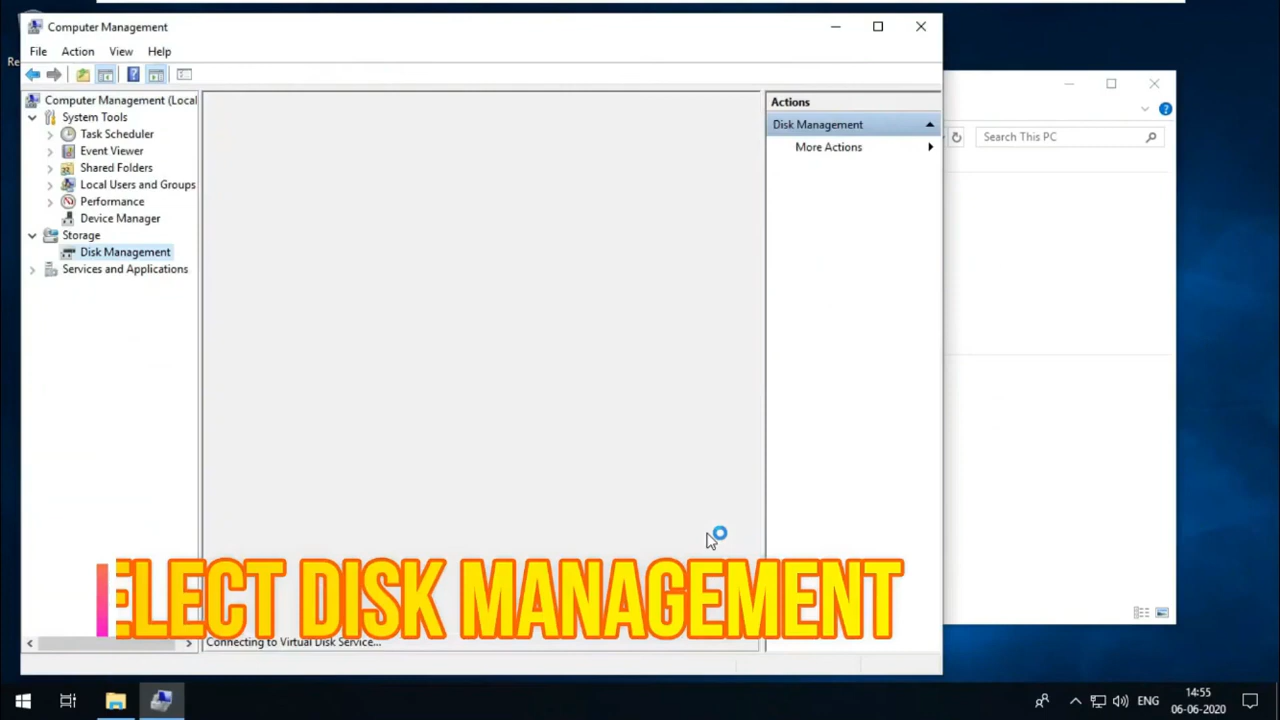 Computer Management
File Action View Help
Computer Management (Local
System Tools
Task Scheduler
Event Viewer
Shared Folders
Local Users and Groups
Performance
Device Manager
Storage
Disk Management
Services and Applications
Actions
Disk Management
More Actions
Search This PC
Re
ELECT DISK MANAGEMENT
Connecting to Virtual Disk Service...
ENG
14:55
06-06-2020